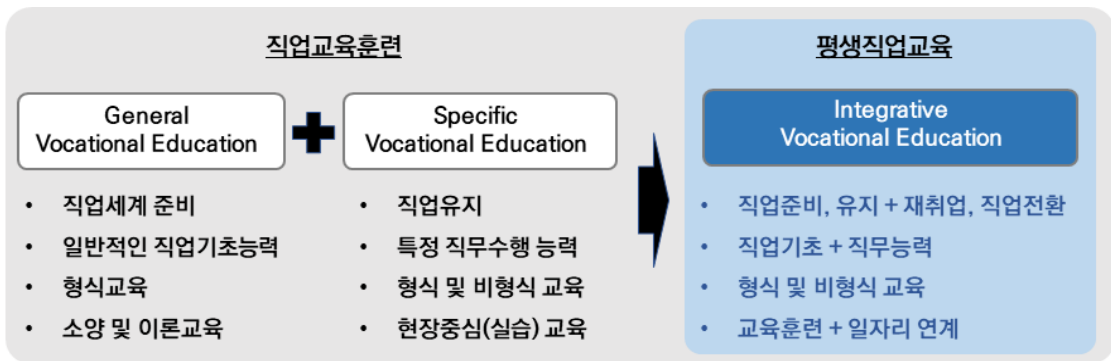 직업교육훈련
General
Vocational Education
Specific
Vocational Education
• 직업세계 준비
• 일반적인 직업기초능력
• 형식교육
• 소양 및 이론교육
• 직업유지
• 특정 직무수행 능력
• 형식 및 비형식 교육
• 현장중심(실습) 교육
평생직업교육
Integrative
Vocational Education
• 직업준비, 유지 + 재취업, 직업전환
• 직업기초 + 직무능력
• 형식 및 비형식 교육
• 교육훈련 + 일자리 연계